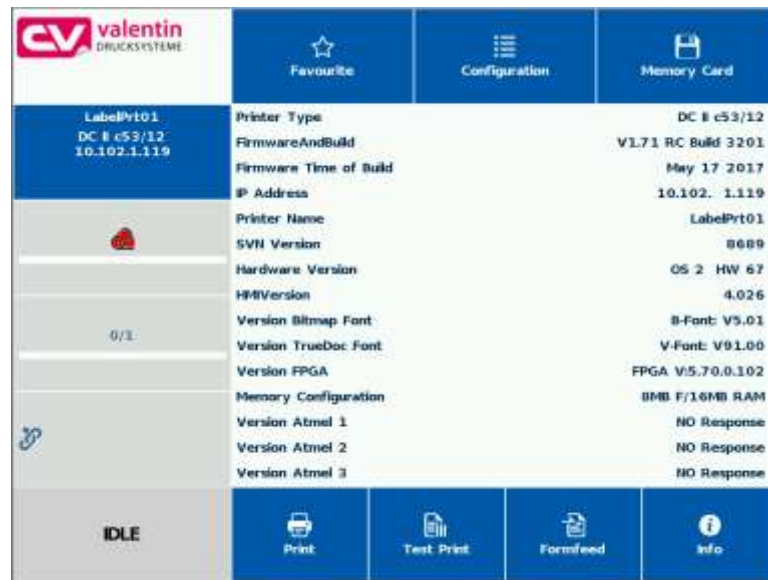 CV valentin
DRUCKSYSTEME
Favourite
Configuration
Memory Card
LabelPrt01
DC II c53/12
10.102.1.119
Printer Type DC II c53/12
FirmwareAndBuild V1.71 RC Build 3201
Firmware Time of Build May 17 2017
IP Address 10.102. 1.119
Printer Name LabelPrt01
SVN Version 8689
Hardware Version OS 2 HW 67
HMIVersion 4.026
Version Bitmap Font B-Font: V5.01
Version TrueDoc Font V-Font: V91.00
Version FPGA FPGA V:5.70.0.102
Memory Configuration 8MB F/16MB RAM
Version Atmel 1 NO Response
Version Atmel 2 NO Response
Version Atmel 3 NO Response
0/1
IDLE
Print
Test Print
Formfeed
Info